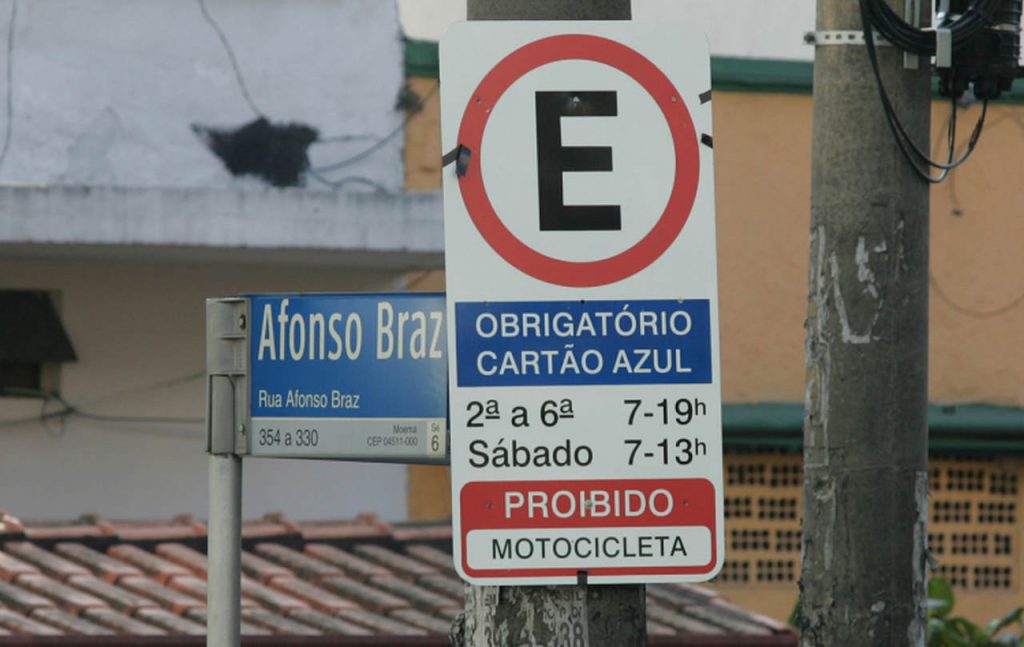 E
OBRIGATÓRIO
CARTÃO AZUL
2ª a 6ª 7-19h
Sábado 7-13h
PROIBIDO
MOTOCICLETA
Afonso Braz
Rua Afonso Braz
354 a 330
Moema
CEP 04511-000
Sé
6